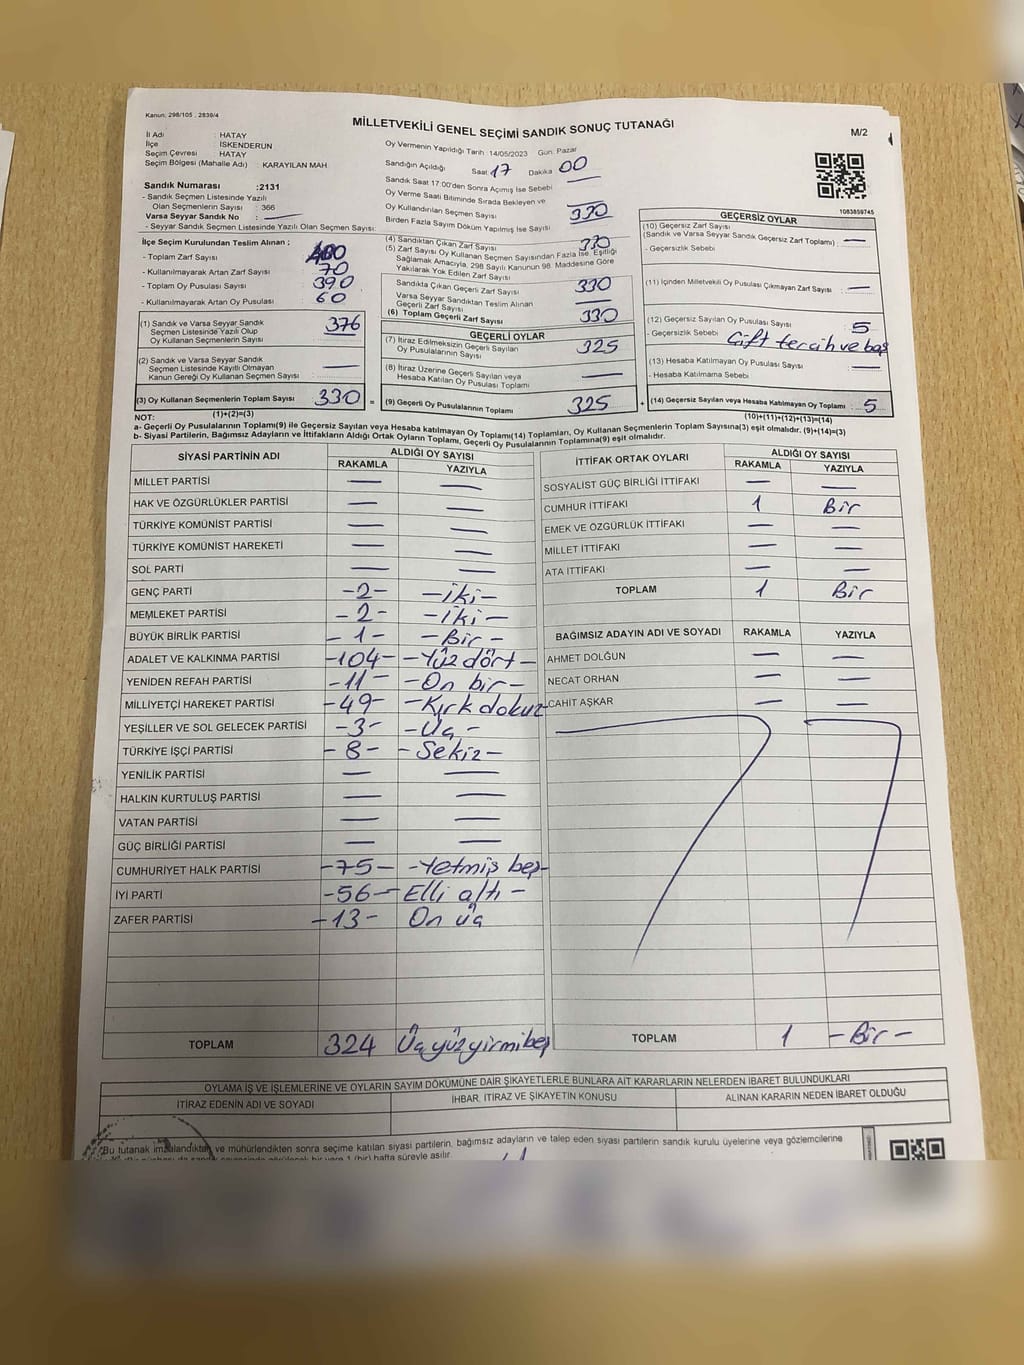 Kanun: 298/105 , 2839/4
MİLLETVEKİLİ GENEL SEÇİMİ SANDIK SONUÇ TUTANAĞI
M/2
İl Adı : HATAY
İlçe : İSKENDERUN
Seçim Çevresi : HATAY
Seçim Bölgesi (Mahalle Adı) : KARAYILAN MAH
Sandık Numarası : 2131
- Sandık Seçmen Listesinde Yazılı
Olan Seçmenlerin Sayısı : 366
Varsa Seyyar Sandık No : —
- Seyyar Sandık Seçmen Listesinde Yazılı Olan Seçmen Sayısı:
İlçe Seçim Kurulundan Teslim Alınan ;
- Toplam Zarf Sayısı : 400
- Kullanılmayarak Artan Zarf Sayısı : 70
- Toplam Oy Pusulası Sayısı : 390
- Kullanılmayarak Artan Oy Pusulası : 60
Oy Vermenin Yapıldığı Tarih : 14/05/2023 Gün: Pazar
Sandığın Açıldığı Saat 17 Dakika 00
Sandık Saat 17:00'den Sonra Açımış İse Sebebi —
Oy Verme Saati Bitiminde Sırada Bekleyen ve
Oy Kullandırılan Seçmen Sayısı —
Birden Fazla Sayım Döküm Yapılmış İse Sayısı 330
(4) Sandıktan Çıkan Zarf Sayısı 330
(5) Zarf Sayısı Oy Kullanan Seçmen Sayısından Fazla İse, Eşitliği
Sağlamak Amacıyla, 298 Sayılı Kanunun 98. Maddesine Göre
Yakılarak Yok Edilen Zarf Sayısı
Sandıkta Çıkan Geçerli Zarf Sayısı 330
Varsa Seyyar Sandıktan Teslim Alınan
Geçerli Zarf Sayısı —
(6) Toplam Geçerli Zarf Sayısı 330
(1) Sandık ve Varsa Seyyar Sandık
Seçmen Listesinde Yazılı Olup
Oy Kullanan Seçmenlerin Sayısı : 376
(2) Sandık ve Varsa Seyyar Sandık
Seçmen Listesinde Kayıtlı Olmayan
Kanun Gereği Oy Kullanan Seçmen Sayısı : —
(3) Oy Kullanan Seçmenlerin Toplam Sayısı : 330 =
GEÇERLİ OYLAR
(7) İtiraz Edilmeksizin Geçerli Sayılan
Oy Pusulalarının Sayısı 325
(8) İtiraz Üzerine Geçerli Sayılan veya
Hesaba Katılan Oy Pusulası Toplamı —
(9) Geçerli Oy Pusulalarının Toplamı 325 +
GEÇERSİZ OYLAR
1083859745
(10) Geçersiz Zarf Sayısı
(Sandık ve Varsa Seyyar Sandık Geçersiz Zarf Toplamı) : —
- Geçersizlik Sebebi
(11) İçinden Milletvekili Oy Pusulası Çıkmayan Zarf Sayısı : —
(12) Geçersiz Sayılan Oy Pusulası Sayısı : 5
- Geçersizlik Sebebi : Çift tercih ve boş
(13) Hesaba Katılmayan Oy Pusulası Sayısı : —
- Hesaba Katılmama Sebebi
(14) Geçersiz Sayılan veya Hesaba Katılmayan Oy Toplamı : 5
NOT: (1)+(2)=(3) (10)+(11)+(12)+(13)=(14)
a- Geçerli Oy Pusulalarının Toplamı(9) ile Geçersiz Sayılan veya Hesaba katılmayan Oy Toplamı(14) Toplamları, Oy Kullanan Seçmenlerin Toplam Sayısına(3) eşit olmalıdır. (9)+(14)=(3)
b- Siyasi Partilerin, Bağımsız Adayların ve İttifakların Aldığı Ortak Oyların Toplamı, Geçerli Oy Pusulalarının Toplamına(9) eşit olmalıdır.
SİYASİ PARTİNİN ADI ALDIĞI OY SAYISI
RAKAMLA YAZIYLA
MİLLET PARTİSİ — —
HAK VE ÖZGÜRLÜKLER PARTİSİ — —
TÜRKİYE KOMÜNİST PARTİSİ — —
TÜRKİYE KOMÜNİST HAREKETİ — —
SOL PARTİ — —
GENÇ PARTİ -2- -iki-
MEMLEKET PARTİSİ -2- -iki-
BÜYÜK BİRLİK PARTİSİ -1- -Bir-
ADALET VE KALKINMA PARTİSİ -104- -Yüz dört-
YENİDEN REFAH PARTİSİ -11- -On bir-
MİLLİYETÇİ HAREKET PARTİSİ -49- -Kırk dokuz
YEŞİLLER VE SOL GELECEK PARTİSİ -3- -Üç-
TÜRKİYE İŞÇİ PARTİSİ -8- -Sekiz-
YENİLİK PARTİSİ — —
HALKIN KURTULUŞ PARTİSİ — —
VATAN PARTİSİ — —
GÜÇ BİRLİĞİ PARTİSİ — —
CUMHURİYET HALK PARTİSİ -75- -Yetmiş beş-
İYİ PARTİ -56- Elli altı -
ZAFER PARTİSİ -13- On üç
TOPLAM 324 Üç yüz yirmi beş
İTTİFAK ORTAK OYLARI ALDIĞI OY SAYISI
RAKAMLA YAZIYLA
SOSYALİST GÜÇ BİRLİĞİ İTTİFAKI — —
CUMHUR İTTİFAKI 1 Bir
EMEK VE ÖZGÜRLÜK İTTİFAKI — —
MİLLET İTTİFAKI — —
ATA İTTİFAKI — —
TOPLAM 1 Bir
BAĞIMSIZ ADAYIN ADI VE SOYADI RAKAMLA YAZIYLA
AHMET DOLĞUN — —
NECAT ORHAN — —
CAHİT AŞKAR — —
TOPLAM 1 -Bir-
OYLAMA İŞ VE İŞLEMLERİNE VE OYLARIN SAYIM DÖKÜMÜNE DAİR ŞİKAYETLERLE BUNLARA AİT KARARLARIN NELERDEN İBARET BULUNDUKLARI
İTİRAZ EDENİN ADI VE SOYADI İHBAR, İTİRAZ VE ŞİKAYETİN KONUSU ALINAN KARARIN NEDEN İBARET OLDUĞU
Bu tutanak imzalandıktan ve mühürlendikten sonra seçime katılan siyasi partilerin, bağımsız adayların ve talep eden siyasi partilerin sandık kurulu üyelerine veya gözlemcilerine
1 (bir) hafta süreyle asılır.